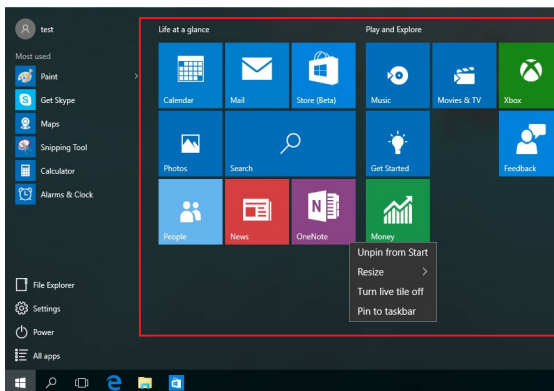 test
Most used
Paint
Get Skype
Maps
Snipping Tool
Calculator
Alarms & Clock
File Explorer
Settings
Power
All apps
Life at a glance
Calendar
Mail
Store (Beta)
Photos
Search
People
News
OneNote
Play and Explore
Music
Movies & TV
Xbox
Get Started
Feedback
Money
Unpin from Start
Resize
Turn live tile off
Pin to taskbar